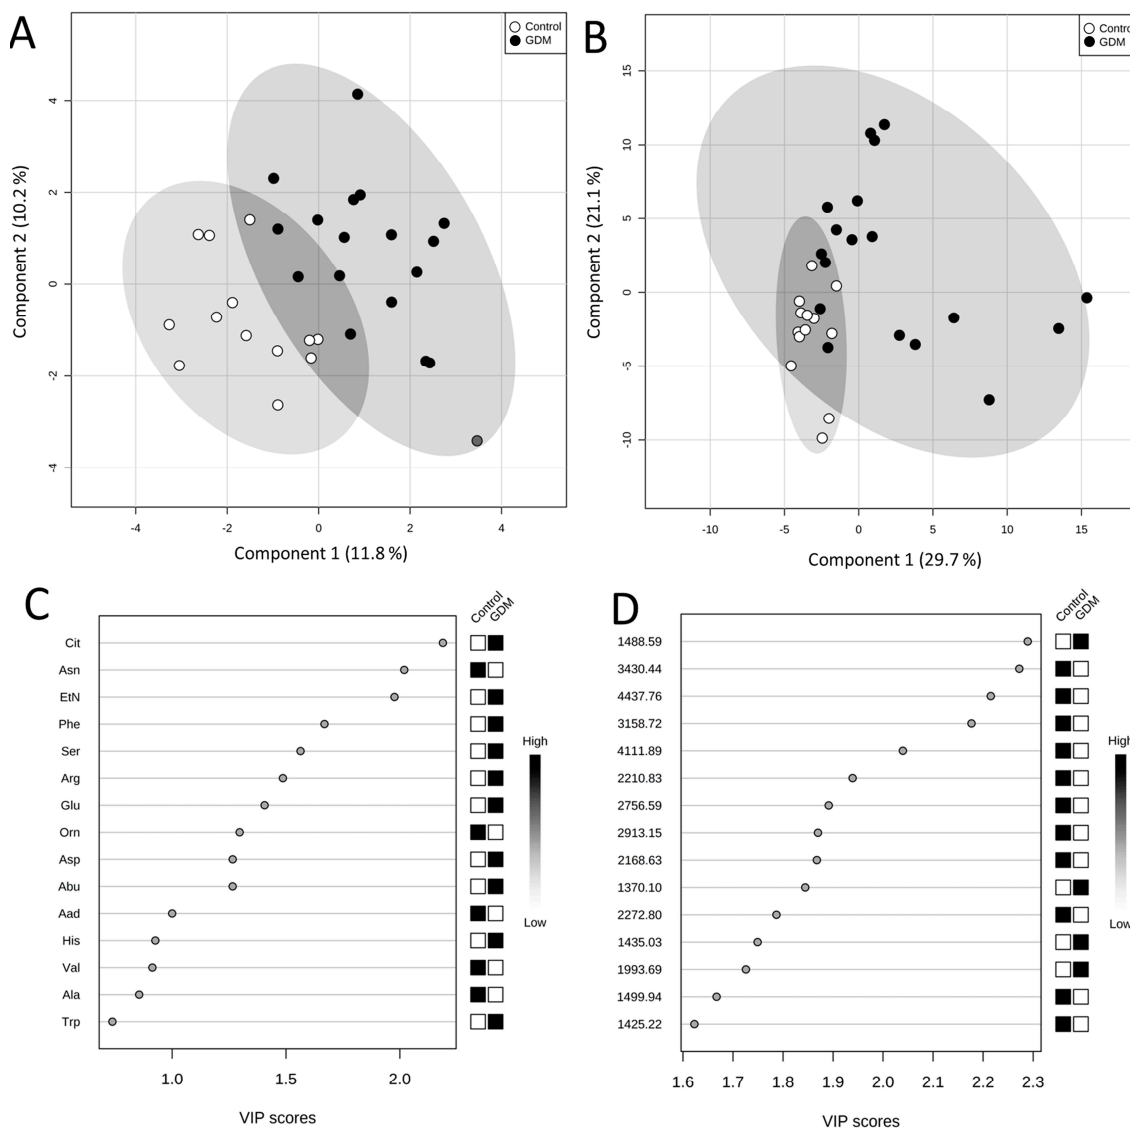 A
Control
GDM
4
2
0
-2
-4
Component 2 (10.2 %)
-4
-2
0
2
4
Component 1 (11.8 %)
B
Contro
GDM
15
10
5
0
-5
-10
Component 2 (21.1 %)
-10
-5
0
5
10
15
Component 1 (29.7 %)
C
Control
GDM
Cit
Asn
EtN
Phe
Ser
Arg
Glu
Orn
Asp
Abu
Aad
His
Val
Ala
Trp
High
Low
1.0
1.5
2.0
VIP scores
D
Control
GDM
1488.59
3430.44
4437.76
3158.72
4111.89
2210.83
2756.59
2913.15
2168.63
1370.10
2272.80
1435.03
1993.69
1499.94
1425.22
High
Low
1.6
1.7
1.8
1.9
2.0
2.1
2.2
2.3
VIP scores